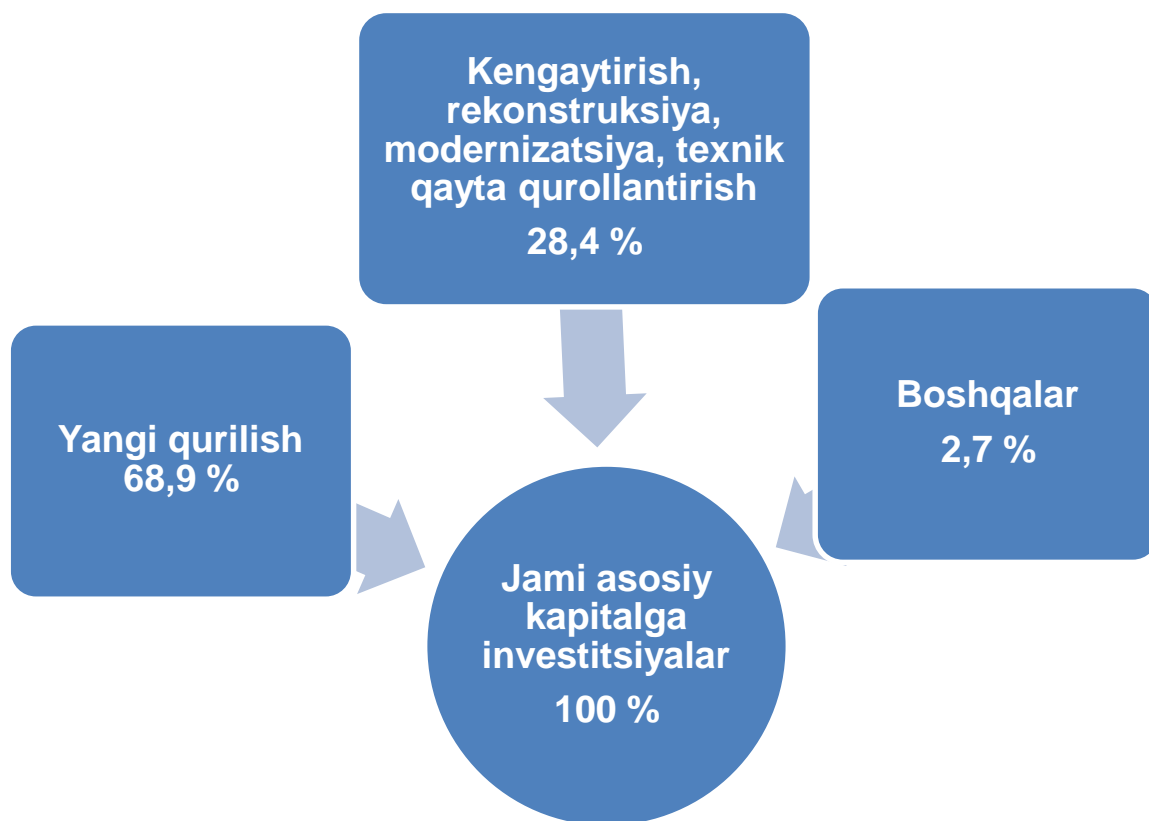 Kengaytirish,
rekonstruksiya,
modernizatsiya, texnik
qayta qurollantirish
28,4 %
Yangi qurilish
68,9 %
Boshqalar
2,7 %
Jami asosiy
kapitalga
investitsiyalar
100 %